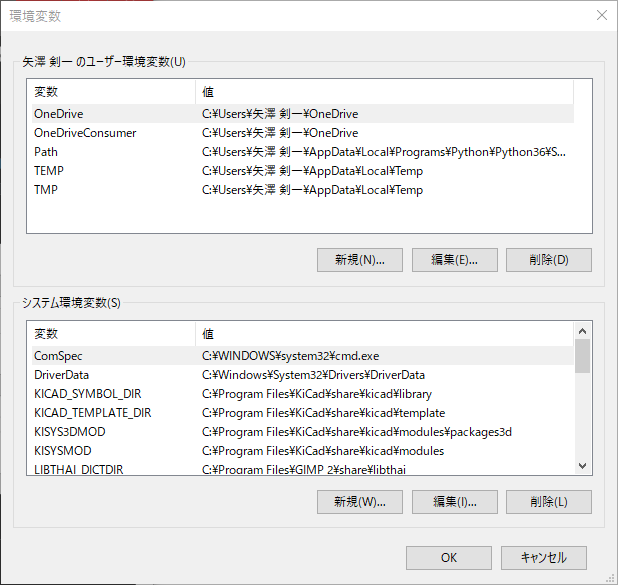 環境変数
矢澤 剣一 のユーザー環境変数(U)
変数 値
OneDrive C:¥Users¥矢澤 剣一¥OneDrive
OneDriveConsumer C:¥Users¥矢澤 剣一¥OneDrive
Path C:¥Users¥矢澤 剣一¥AppData¥Local¥Programs¥Python¥Python36¥S...
TEMP C:¥Users¥矢澤 剣一¥AppData¥Local¥Temp
TMP C:¥Users¥矢澤 剣一¥AppData¥Local¥Temp
新規(N)... 編集(E)... 削除(D)
システム環境変数(S)
変数 値
ComSpec C:¥WINDOWS¥system32¥cmd.exe
DriverData C:¥Windows¥System32¥Drivers¥DriverData
KICAD_SYMBOL_DIR C:¥Program Files¥KiCad¥share¥kicad¥library
KICAD_TEMPLATE_DIR C:¥Program Files¥KiCad¥share¥kicad¥template
KISYS3DMOD C:¥Program Files¥KiCad¥share¥kicad¥modules¥packages3d
KISYSMOD C:¥Program Files¥KiCad¥share¥kicad¥modules
LIBTHAI_DICTDIR C:¥Program Files¥GIMP 2¥share¥libthai
新規(W)... 編集(I)... 削除(L)
OK キャンセル